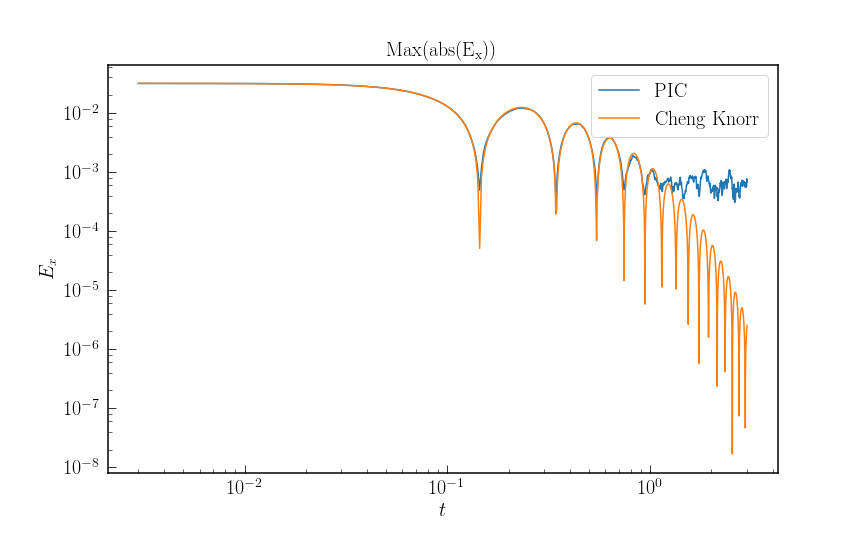 Max(abs(E_x))
PIC
Cheng Knorr
10^{-2}
10^{-3}
10^{-4}
10^{-5}
10^{-6}
10^{-7}
10^{-8}
E_x
10^{-2} 10^{-1} 10^{0}
t